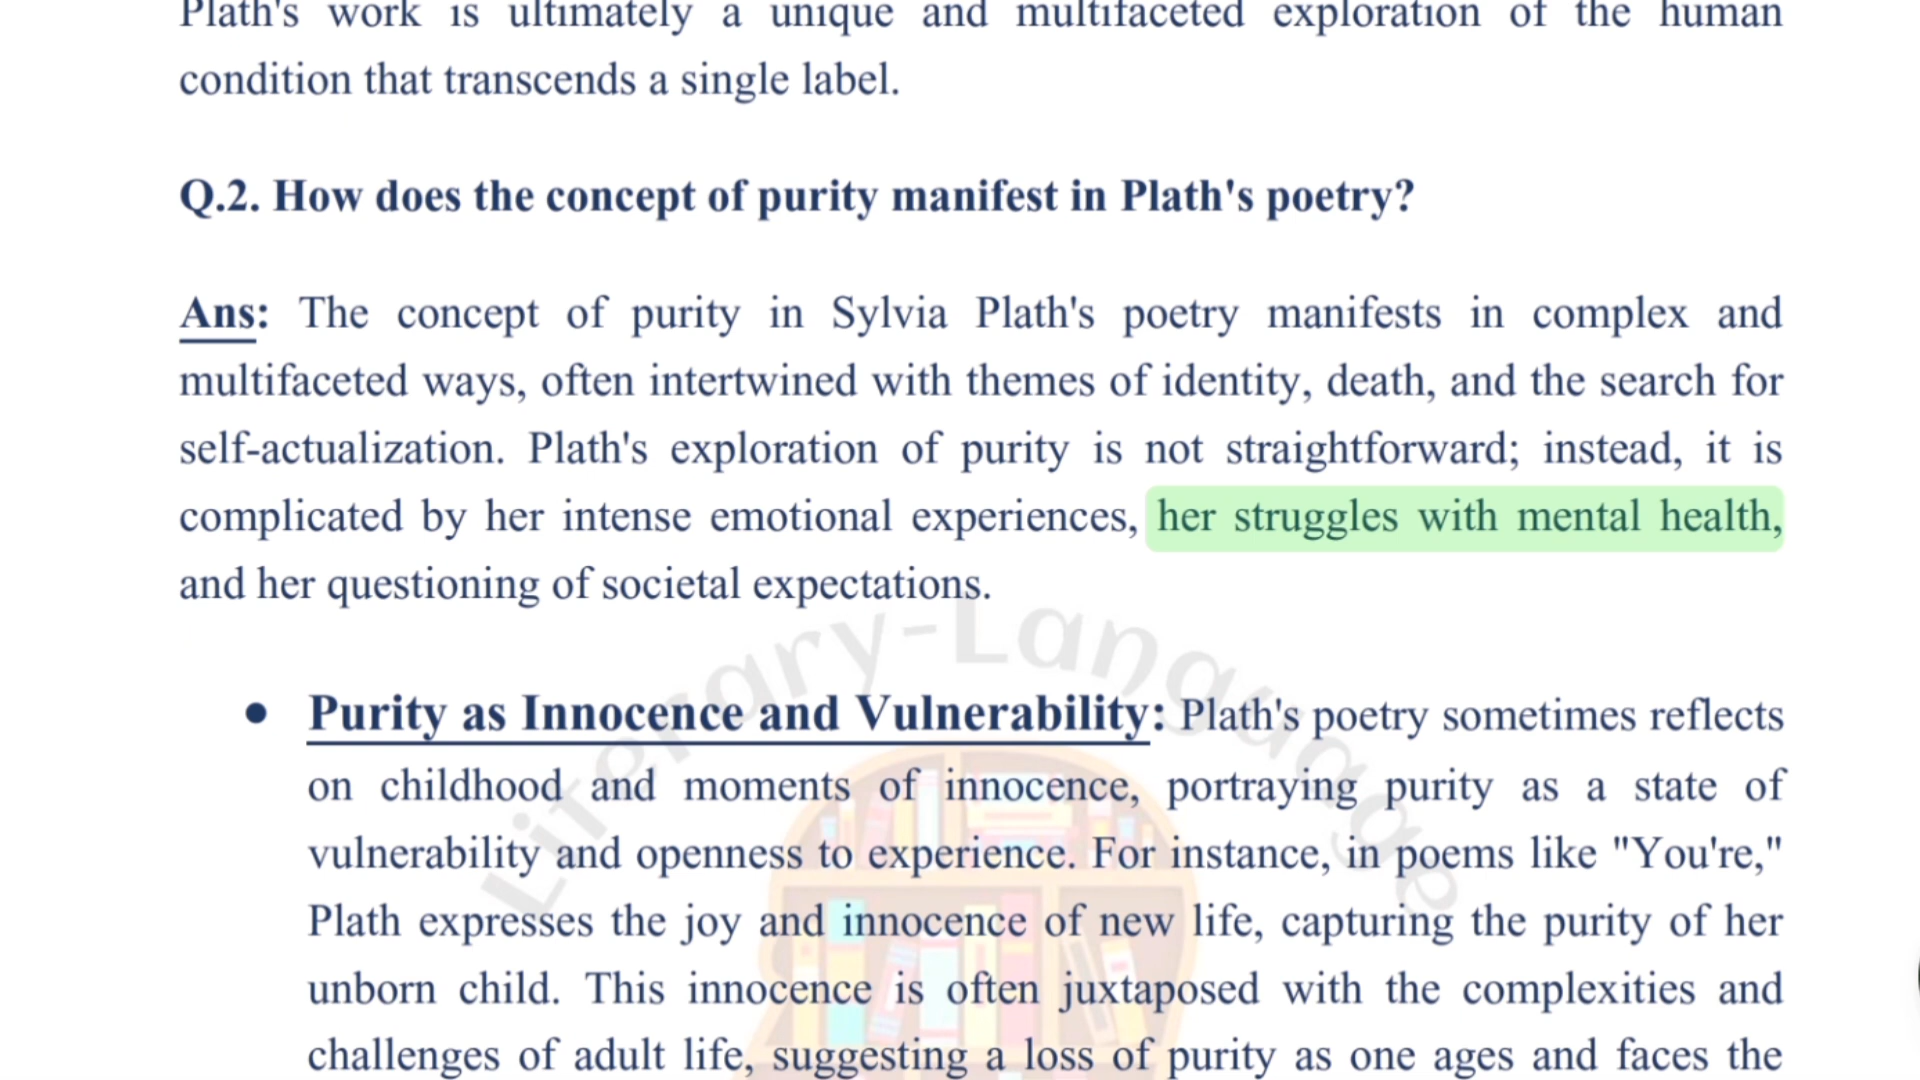 Plath's work is ultimately a unique and multifaceted exploration of the human
condition that transcends a single label.
Q.2. How does the concept of purity manifest in Plath's poetry?
Ans: The concept of purity in Sylvia Plath's poetry manifests in complex and
multifaceted ways, often intertwined with themes of identity, death, and the search for
self-actualization. Plath's exploration of purity is not straightforward; instead, it is
complicated by her intense emotional experiences, her struggles with mental health,
and her questioning of societal expectations.
Literary-Language
• Purity as Innocence and Vulnerability: Plath's poetry sometimes reflects
on childhood and moments of innocence, portraying purity as a state of
vulnerability and openness to experience. For instance, in poems like "You're,"
Plath expresses the joy and innocence of new life, capturing the purity of her
unborn child. This innocence is often juxtaposed with the complexities and
challenges of adult life, suggesting a loss of purity as one ages and faces the